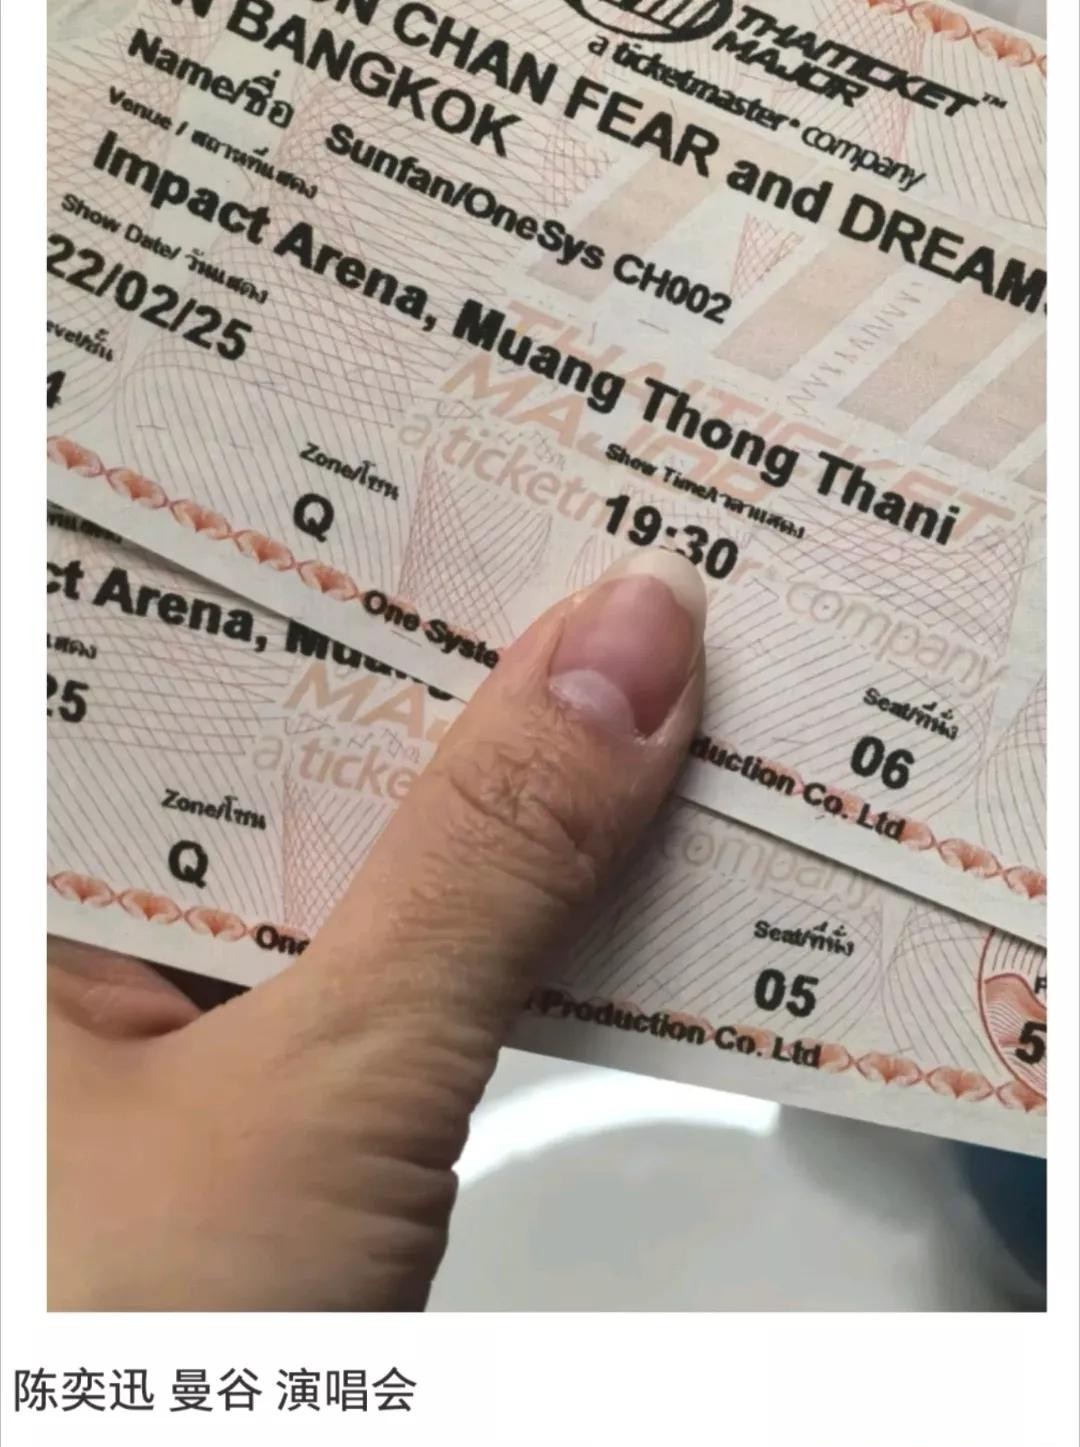 THAITICKET
MAJOR™
a ticketmaster® company
N CHAN FEAR and DREAM
BANGKOK
Name/ชื่อ
Sunfan/OneSys CH002
Venue / สถานที่แสดง
Impact Arena, Muang Thong Thani
Show Date/ วันแสดง
Show Time/เวลาแสดง
22/02/25
19:30
4
Zone/โซน
Q
Seat/ที่นั่ง
06
One Syste
duction Co. Ltd
ct Arena,
25
Zone/โซน
Q
Seat/ที่นั่ง
05
One
Production Co. Ltd
5
陈奕迅 曼谷 演唱会